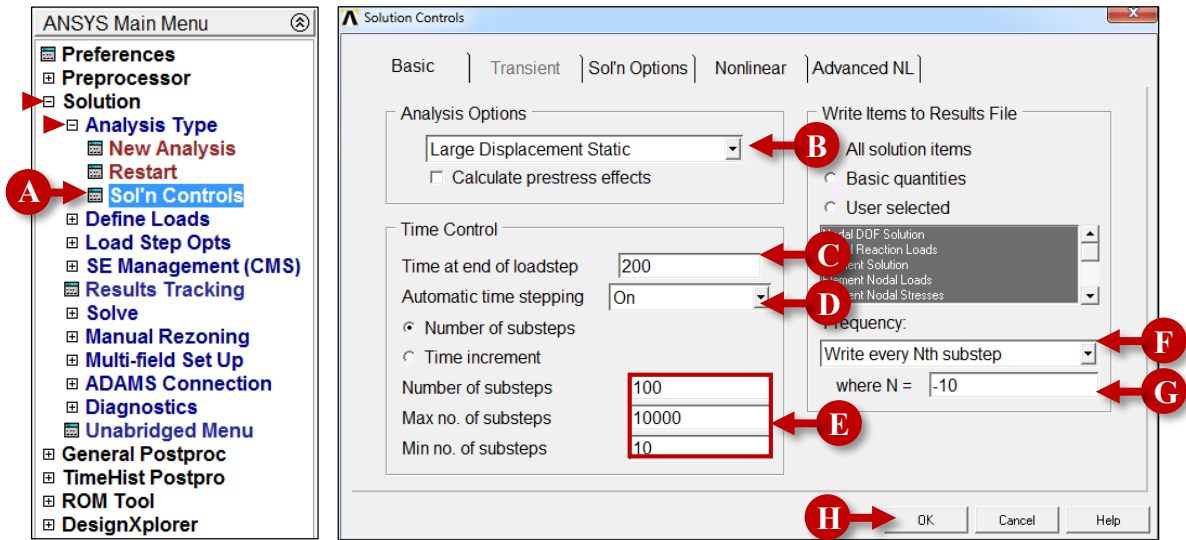 ANSYS Main Menu
Preferences
Preprocessor
Solution
Analysis Type
New Analysis
Restart
A
Sol'n Controls
Define Loads
Load Step Opts
SE Management (CMS)
Results Tracking
Solve
Manual Rezoning
Multi-field Set Up
ADAMS Connection
Diagnostics
Unabridged Menu
General Postproc
TimeHist Postpro
ROM Tool
DesignXplorer
Solution Controls
Basic Transient Sol'n Options Nonlinear Advanced NL
Analysis Options
Large Displacement Static
B
Calculate prestress effects
Time Control
Time at end of loadstep 200
C
Automatic time stepping On
D
Number of substeps
Time increment
Number of substeps 100
Max no. of substeps 10000
E
Min no. of substeps 10
Write Items to Results File
All solution items
Basic quantities
User selected
DOF Solution
Reaction Loads
Solution
Nodal Loads
Nodal Stresses
Frequency:
Write every Nth substep
F
where N = -10
G
H
OK Cancel Help